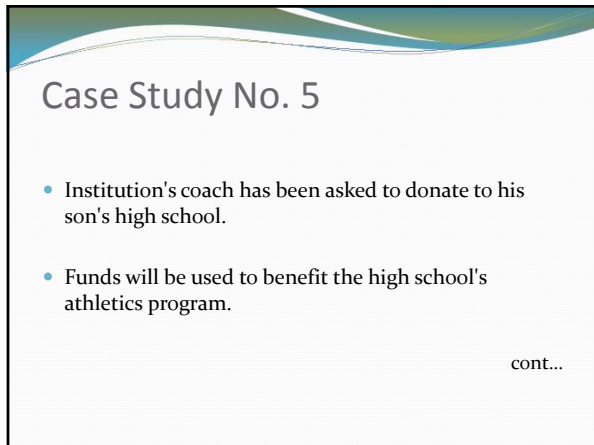 Case Study No. 5
• Institution's coach has been asked to donate to his
son's high school.
• Funds will be used to benefit the high school's
athletics program.
cont...